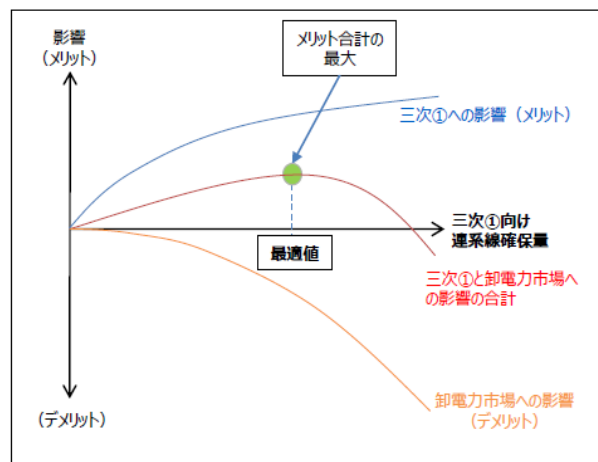 影響
(メリット)
メリット合計の
最大
三次①への影響(メリット)
三次①向け
連系線確保量
最適値
三次①と卸電力市場へ
の影響の合計
卸電力市場への影響
(デメリット)
(デメリット)